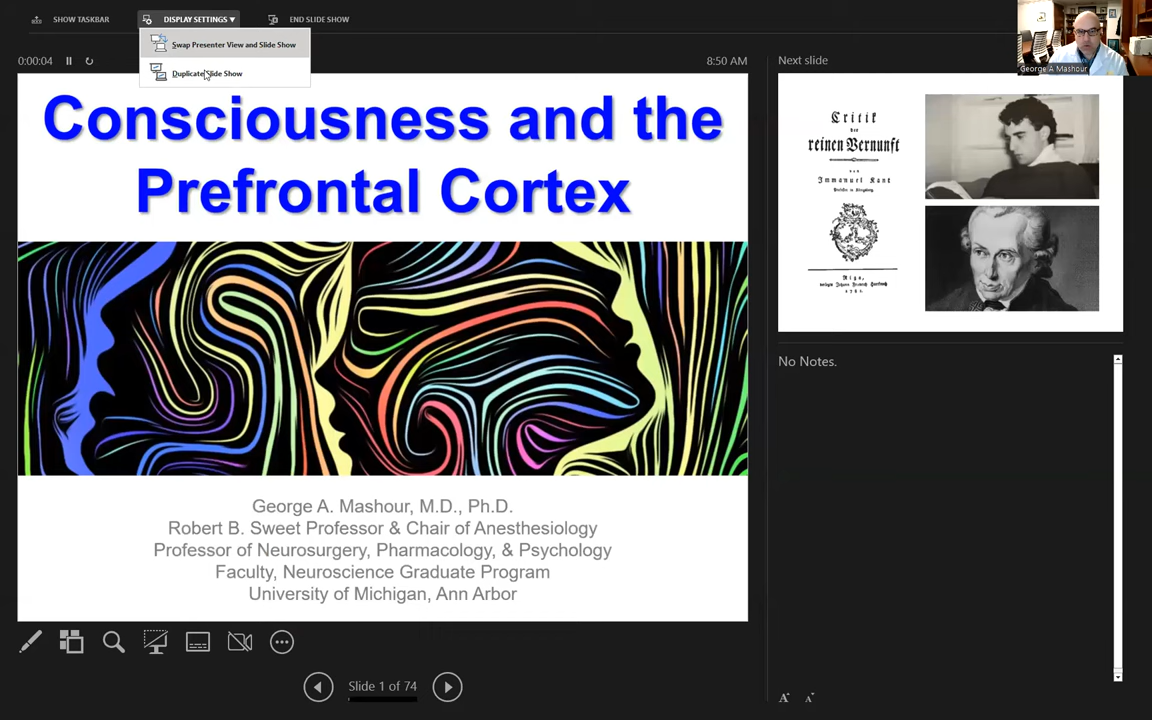 SHOW TASKBAR
DISPLAY SETTINGS ▼
END SLIDE SHOW
Swap Presenter View and Slide Show
Duplicate Slide Show
0:00:04
8:50 AM
Next slide
George A Mashour
Consciousness and the
Prefrontal Cortex
George A. Mashour, M.D., Ph.D.
Robert B. Sweet Professor & Chair of Anesthesiology
Professor of Neurosurgery, Pharmacology, & Psychology
Faculty, Neuroscience Graduate Program
University of Michigan, Ann Arbor
Slide 1 of 74
Critik
der
reinen Vernunft
von
Immanuel Kant
Riga,
1781.
No Notes.
A
A